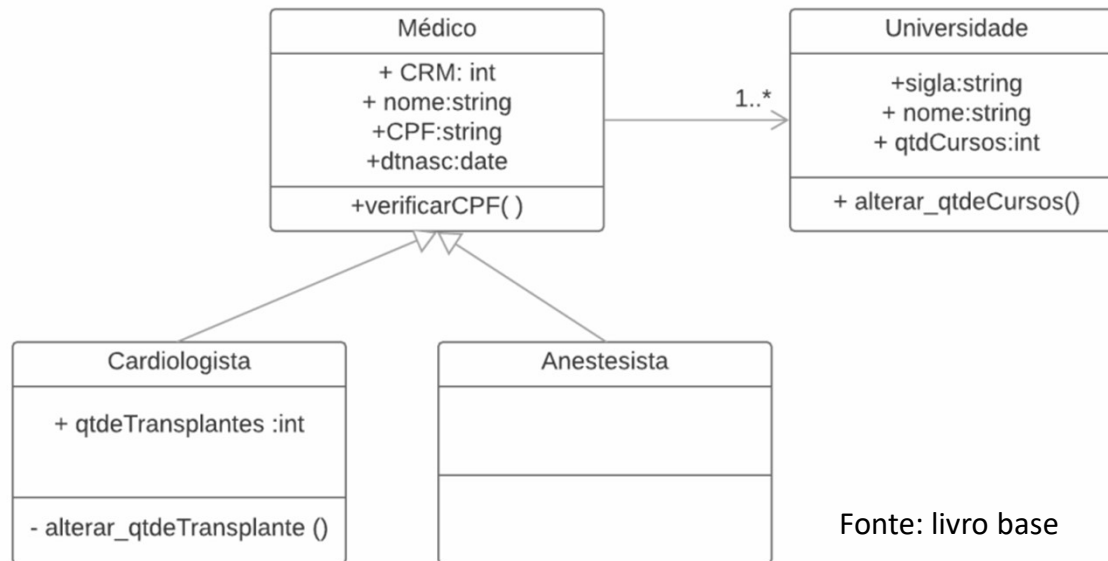 Médico
+ CRM: int
+ nome:string
+CPF:string
+dtnasc:date
+verificarCPF( )
1..*
Universidade
+sigla:string
+ nome:string
+ qtdCursos:int
+ alterar_qtdeCursos()
Cardiologista
+ qtdeTransplantes :int
- alterar_qtdeTransplante ()
Anestesista
Fonte: livro base